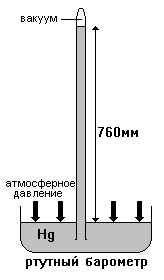 вакуум
760мм
атмосферное
давление
Hg
ртутный барометр